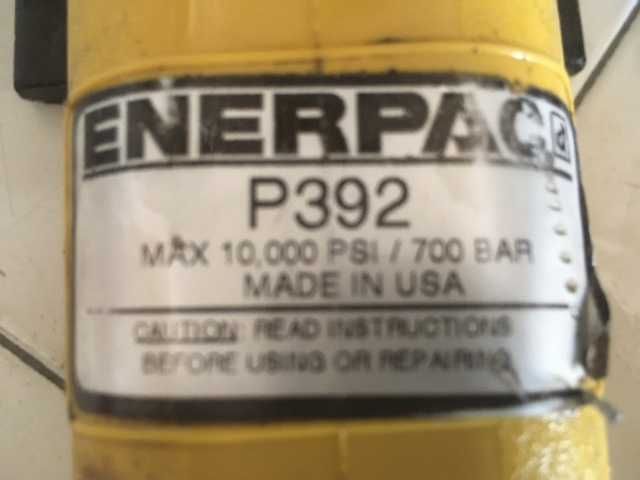 ENERPAC
P392
MAX 10,000 PSI / 700 BAR
MADE IN USA
CAUTION: READ INSTRUCTIONS
BEFORE USING OR REPAIRING